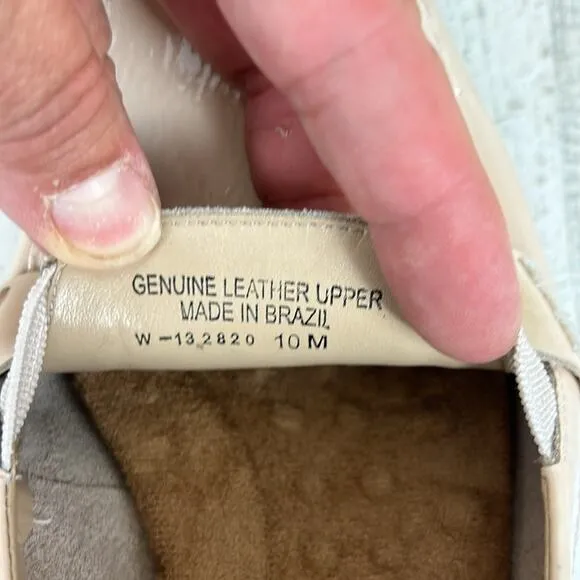 GENUINE LEATHER UPPER
MADE IN BRAZIL
W-132820 10 M